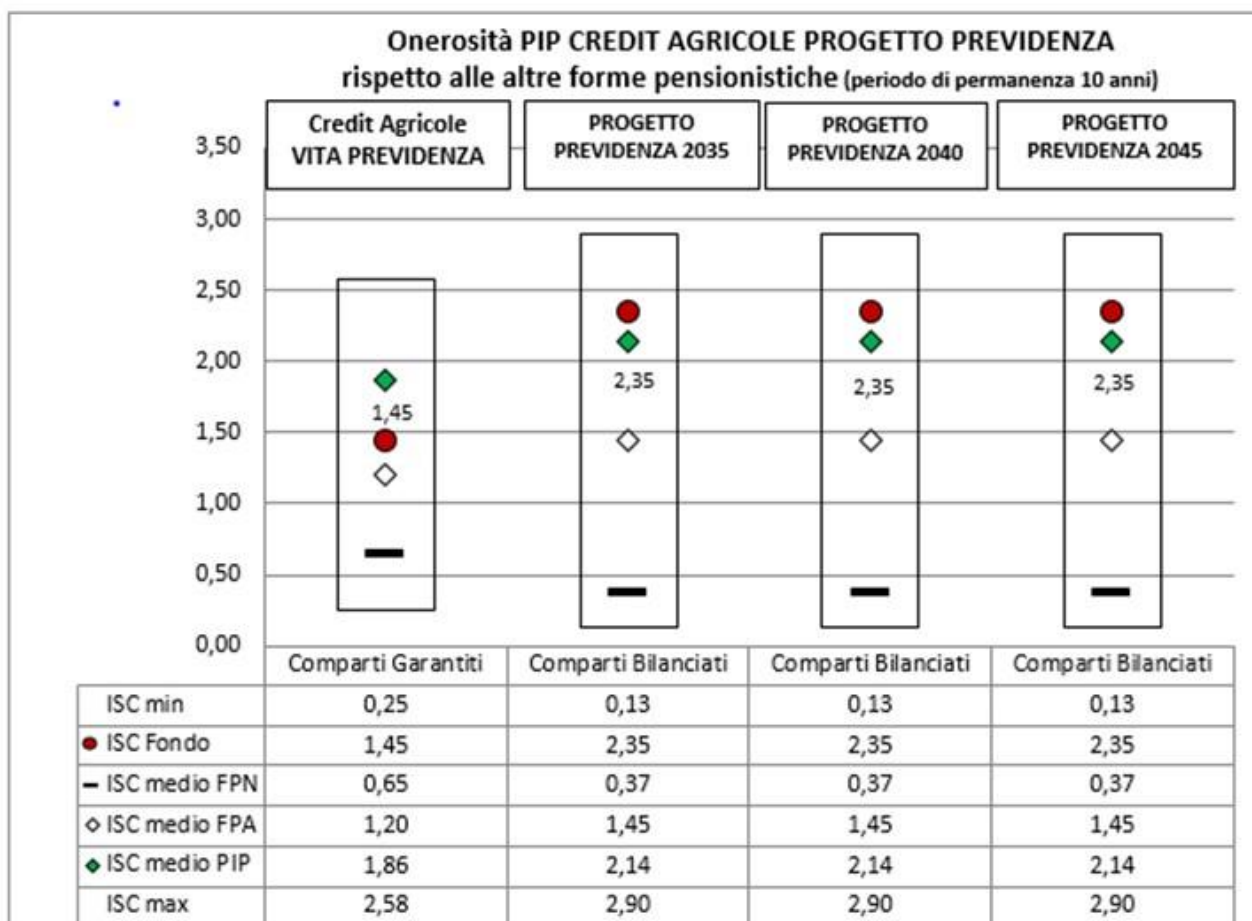 Onerosità PIP CREDIT AGRICOLE PROGETTO PREVIDENZA
rispetto alle altre forme pensionistiche (periodo di permanenza 10 anni)
Credit Agricole
VITA PREVIDENZA
PROGETTO
PREVIDENZA 2035
PROGETTO
PREVIDENZA 2040
PROGETTO
PREVIDENZA 2045
3,50
3,00
2,50
2,00
1,50
1,00
0,50
0,00
1,45
2,35
2,35
2,35
Comparti Garantiti Comparti Bilanciati Comparti Bilanciati Comparti Bilanciati
ISC min 0,25 0,13 0,13 0,13
ISC Fondo 1,45 2,35 2,35 2,35
ISC medio FPN 0,65 0,37 0,37 0,37
ISC medio FPA 1,20 1,45 1,45 1,45
ISC medio PIP 1,86 2,14 2,14 2,14
ISC max 2,58 2,90 2,90 2,90